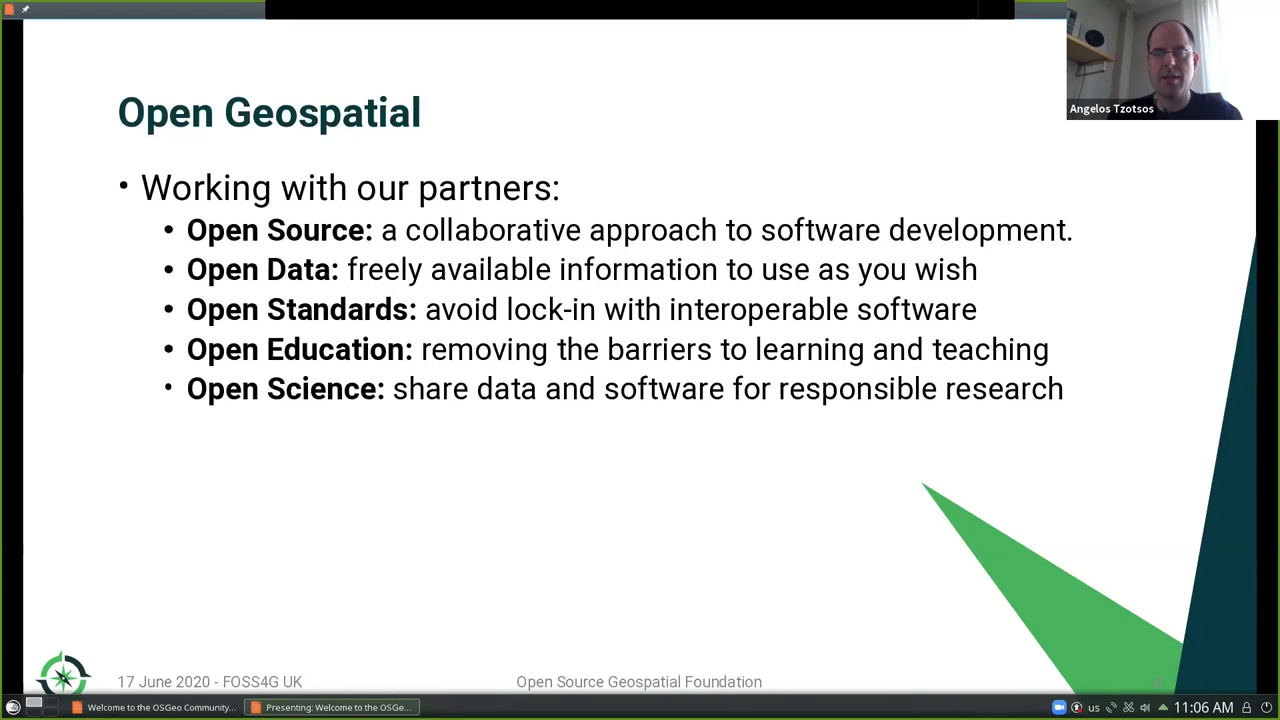 Angelos Tzotsos
Open Geospatial
• Working with our partners:
• Open Source: a collaborative approach to software development.
• Open Data: freely available information to use as you wish
• Open Standards: avoid lock-in with interoperable software
• Open Education: removing the barriers to learning and teaching
• Open Science: share data and software for responsible research
17 June 2020 - FOSS4G UK
Open Source Geospatial Foundation
Welcome to the OSGeo Community...
Presenting: Welcome to the OSGe...
us
11:06 AM